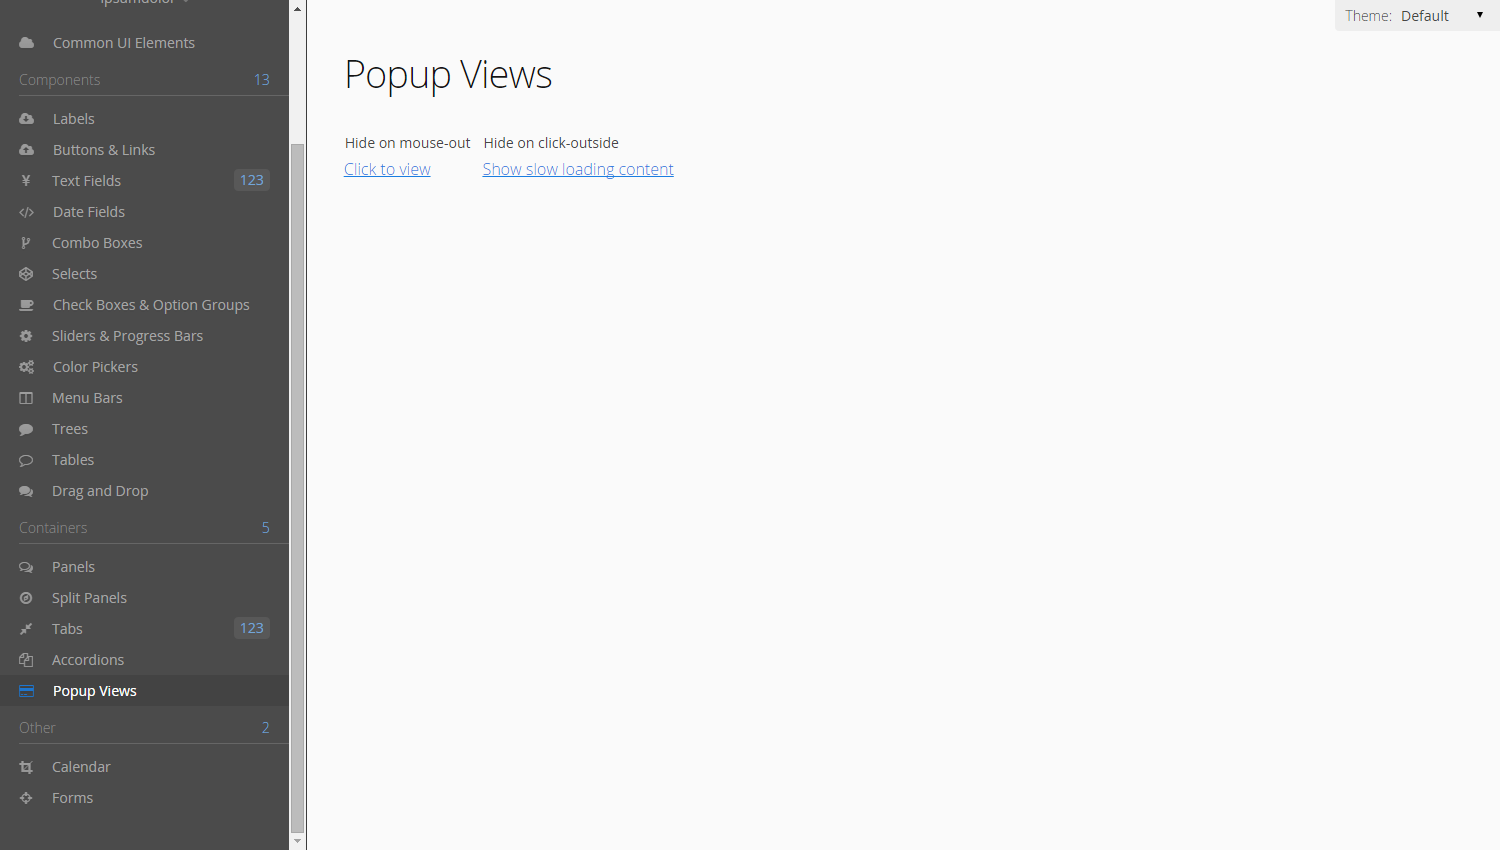 Common UI Elements
Components 13
Labels
Buttons & Links
Text Fields 123
Date Fields
Combo Boxes
Selects
Check Boxes & Option Groups
Sliders & Progress Bars
Color Pickers
Menu Bars
Trees
Tables
Drag and Drop
Containers 5
Panels
Split Panels
Tabs 123
Accordions
Popup Views
Other 2
Calendar
Forms
Theme: Default
Popup Views
Hide on mouse-out Hide on click-outside
Click to view Show slow loading content